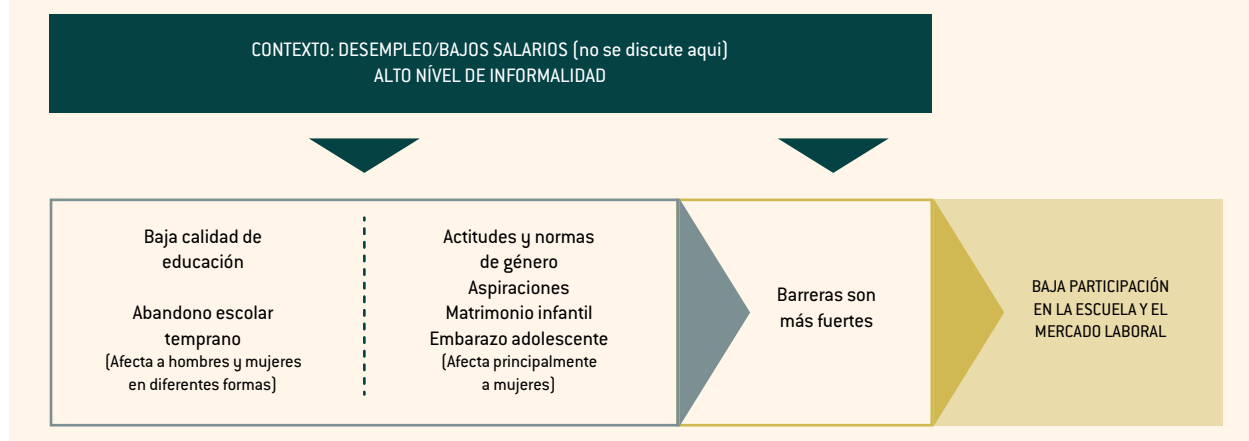 CONTEXTO: DESEMPLEO/BAJOS SALARIOS (no se discute aqui)
ALTO NÍVEL DE INFORMALIDAD
Baja calidad de
educación
Abandono escolar
temprano
(Afecta a hombres y mujeres
en diferentes formas)
Actitudes y normas
de género
Aspiraciones
Matrimonio infantil
Embarazo adolescente
(Afecta principalmente
a mujeres)
Barreras son
más fuertes
BAJA PARTICIPACIÓN
EN LA ESCUELA Y EL
MERCADO LABORAL